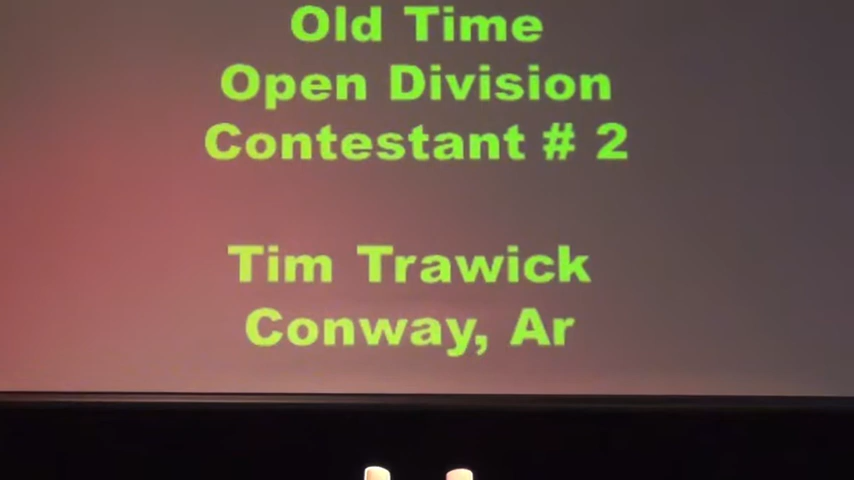 Old Time
Open Division
Contestant # 2
Tim Trawick
Conway, Ar